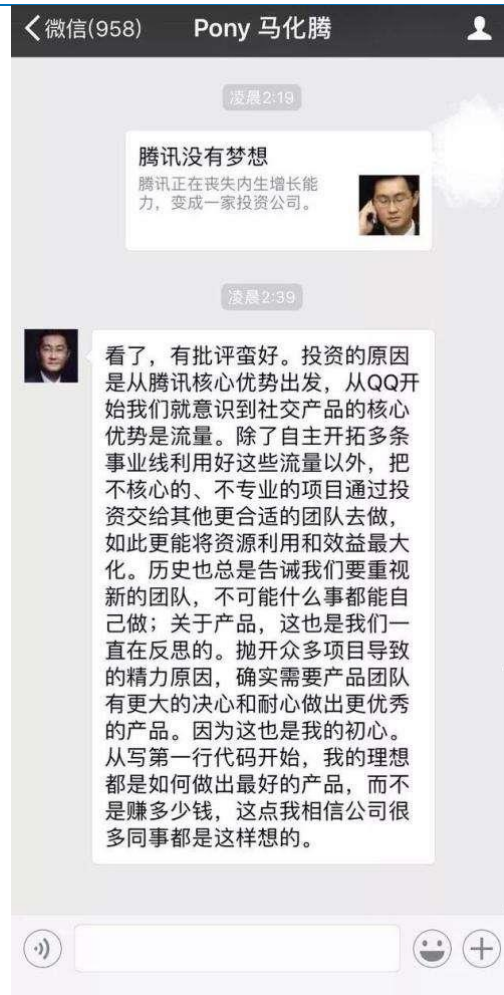 微信(958)
Pony 马化腾
凌晨2:19
腾讯没有梦想
腾讯正在丧失内生增长能
力，变成一家投资公司。
凌晨2:39
看了，有批评蛮好。投资的原因
是从腾讯核心优势出发，从QQ开
始我们就意识到社交产品的核心
优势是流量。除了自主开拓多条
事业线利用好这些流量以外，把
不核心的、不专业的项目通过投
资交给其他更合适的团队去做，
如此更能将资源利用和效益最大
化。历史也总是告诫我们要重视
新的团队，不可能什么事都能自
己做；关于产品，这也是我们一
直在反思的。抛开众多项目导致
的精力原因，确实需要产品团队
有更大的决心和耐心做出更优秀
的产品。因为这也是我的初心。
从写第一行代码开始，我的理想
都是如何做出最好的产品，而不
是赚多少钱，这点我相信公司很
多同事都是这样想的。